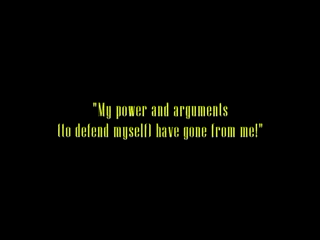 "My power and arguments
(to defend myself) have gone from me!"